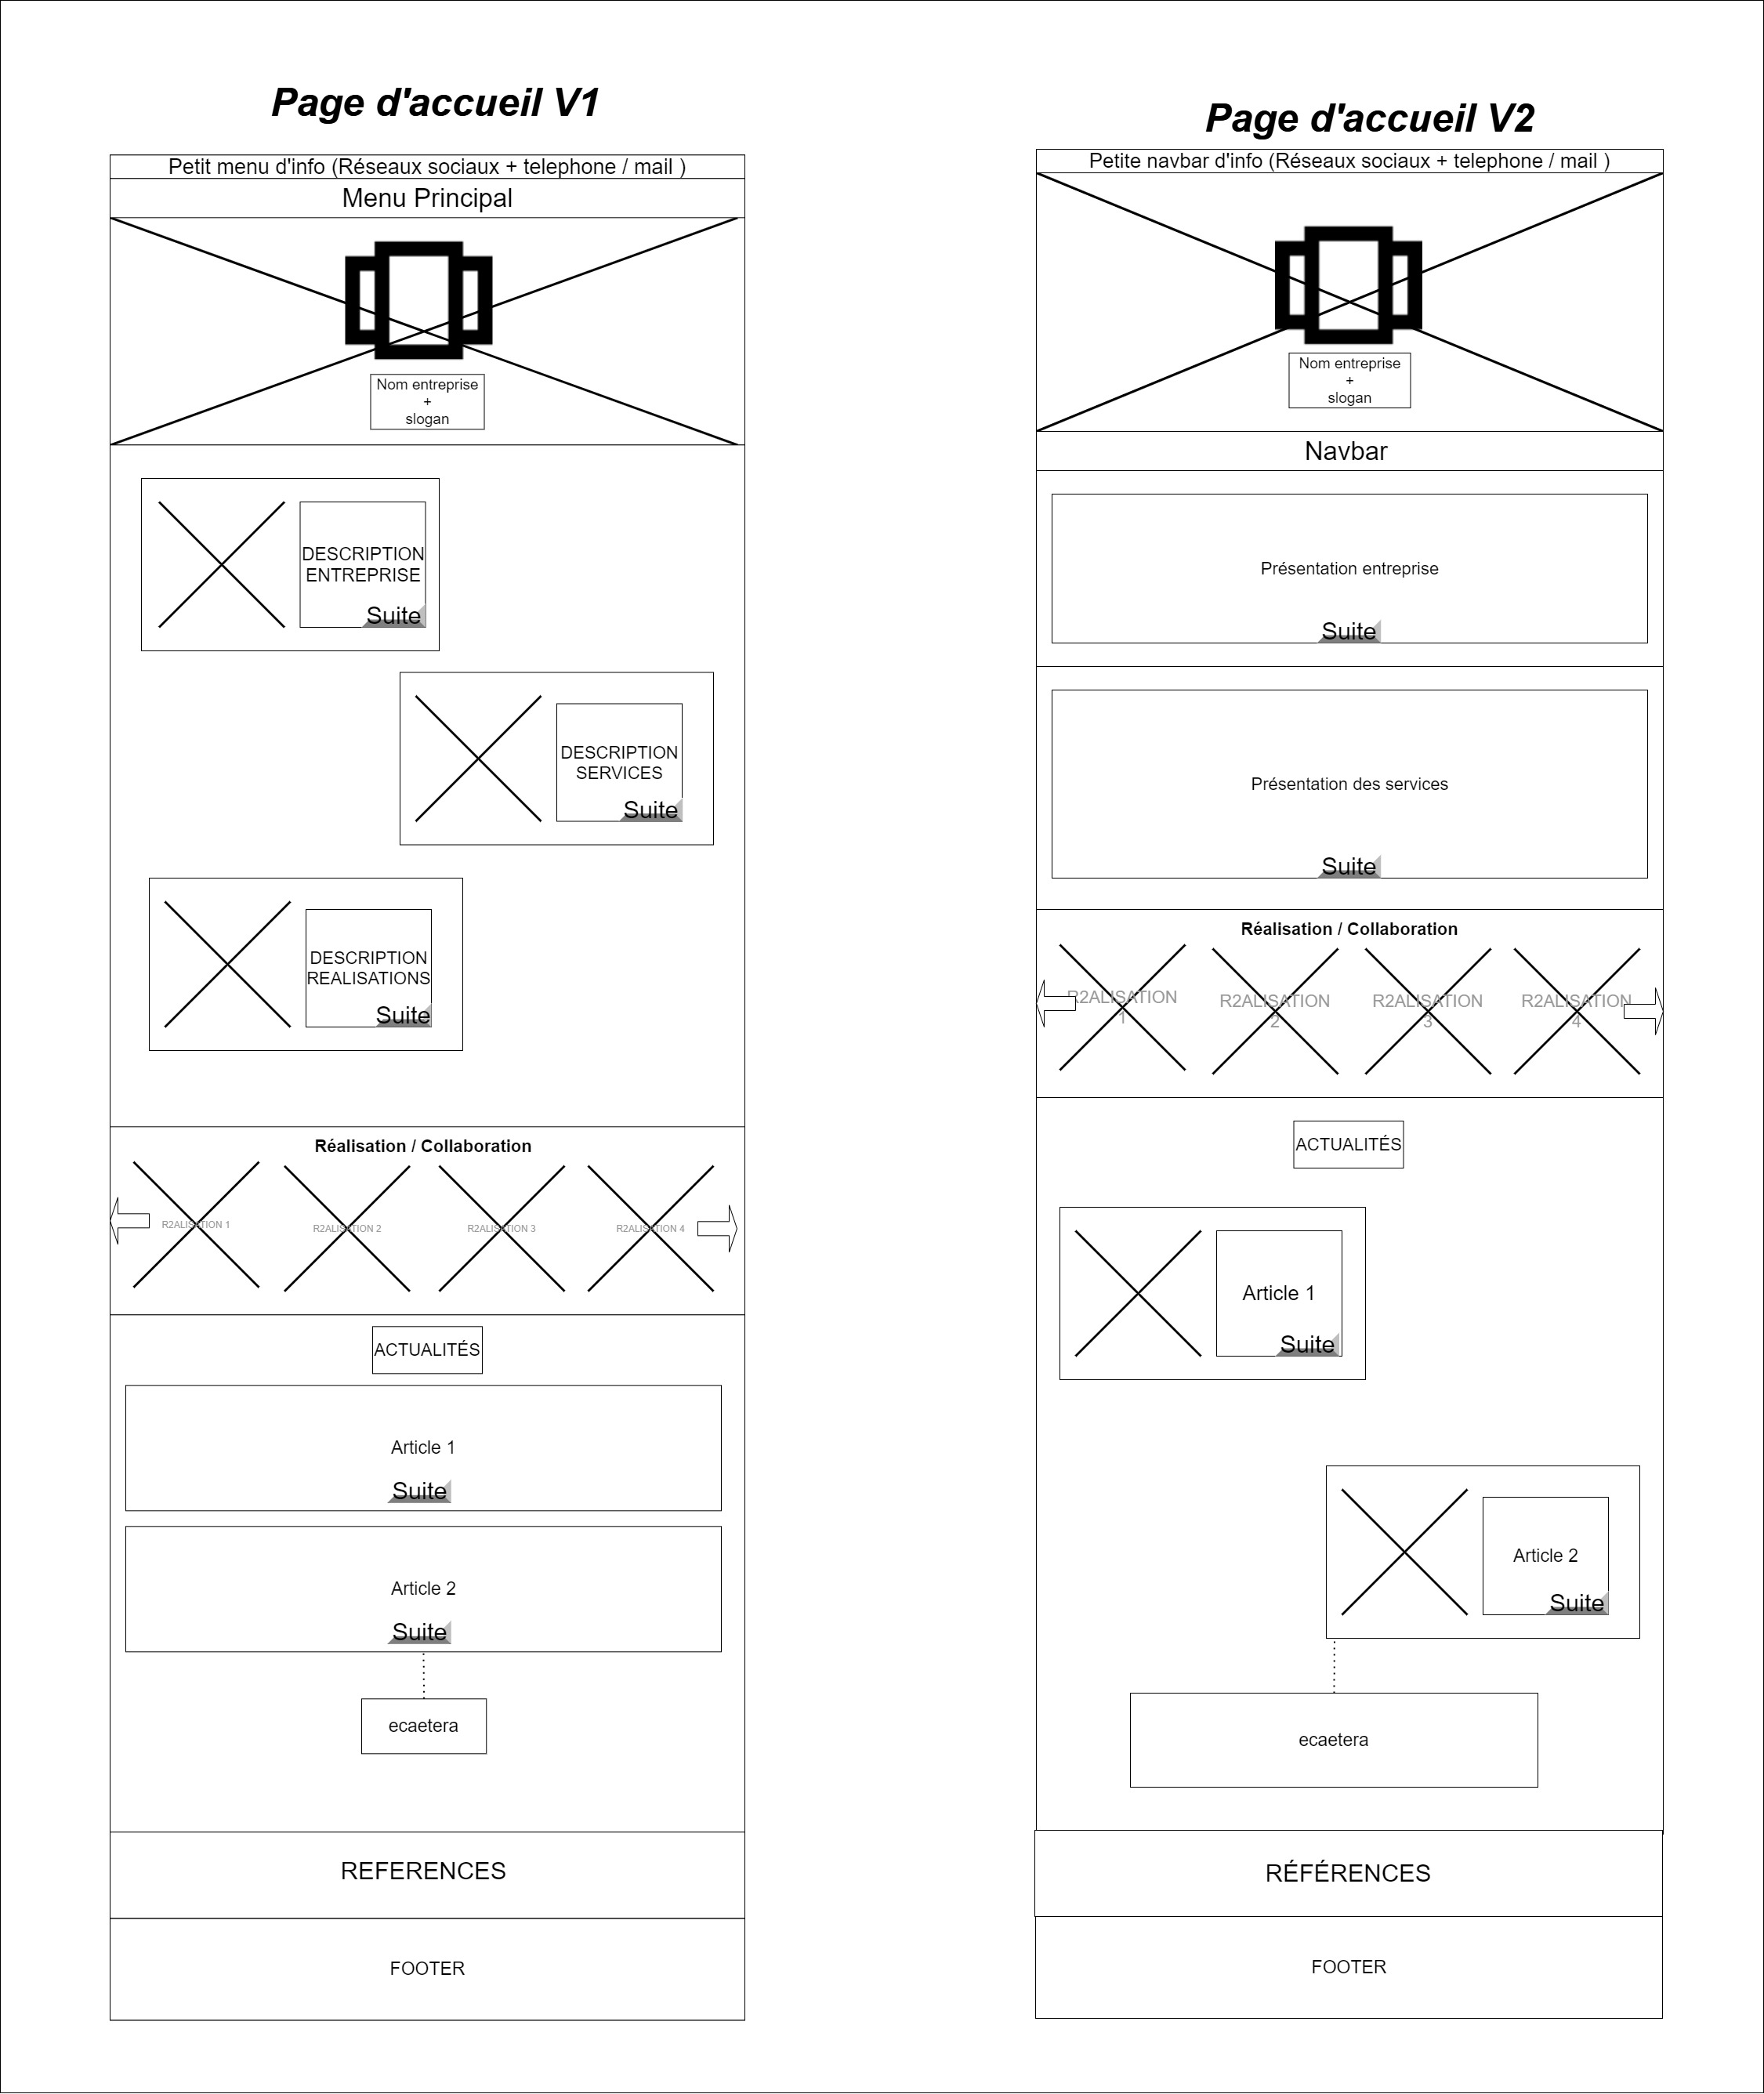 Page d'accueil V1
Petit menu d'info (Réseaux sociaux + telephone / mail )
Menu Principal
Nom entreprise
+
slogan
DESCRIPTION
ENTREPRISE
Suite
DESCRIPTION
SERVICES
Suite
DESCRIPTION
REALISATIONS
Suite
Réalisation / Collaboration
R2ALISATION 1
R2ALISATION 2
R2ALISATION 3
R2ALISATION 4
ACTUALITÉS
Article 1
Suite
Article 2
Suite
ecaetera
REFERENCES
FOOTER
Page d'accueil V2
Petite navbar d'info (Réseaux sociaux + telephone / mail )
Nom entreprise
+
slogan
Navbar
Présentation entreprise
Suite
Présentation des services
Suite
Réalisation / Collaboration
R2ALISATION
1
R2ALISATION
2
R2ALISATION
3
R2ALISATION
4
ACTUALITÉS
Article 1
Suite
Article 2
Suite
ecaetera
RÉFÉRENCES
FOOTER